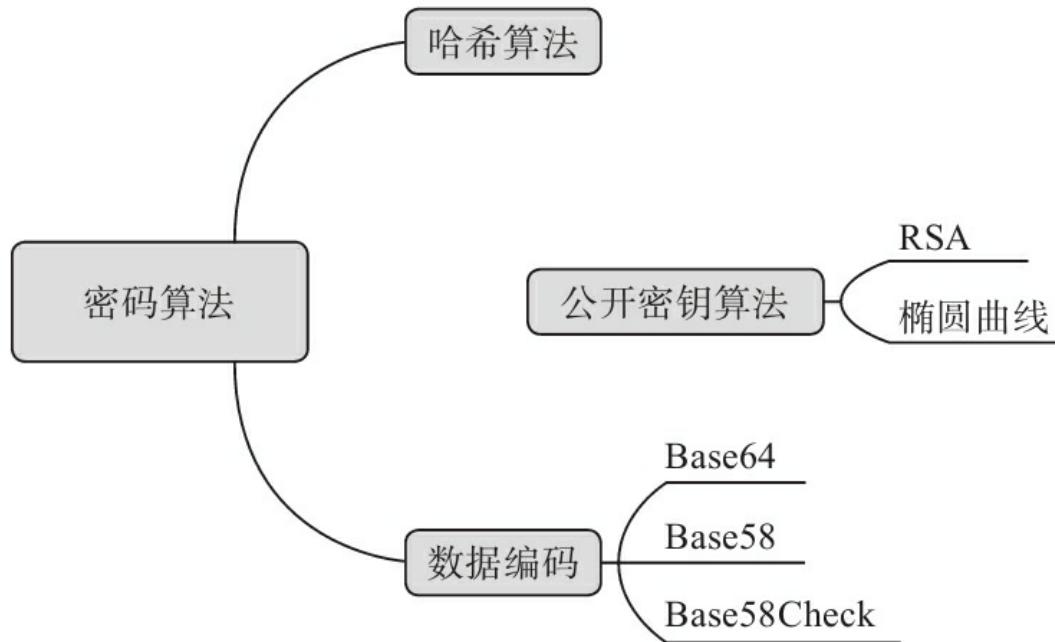 哈希算法
密码算法
公开密钥算法
RSA
椭圆曲线
数据编码
Base64
Base58
Base58Check